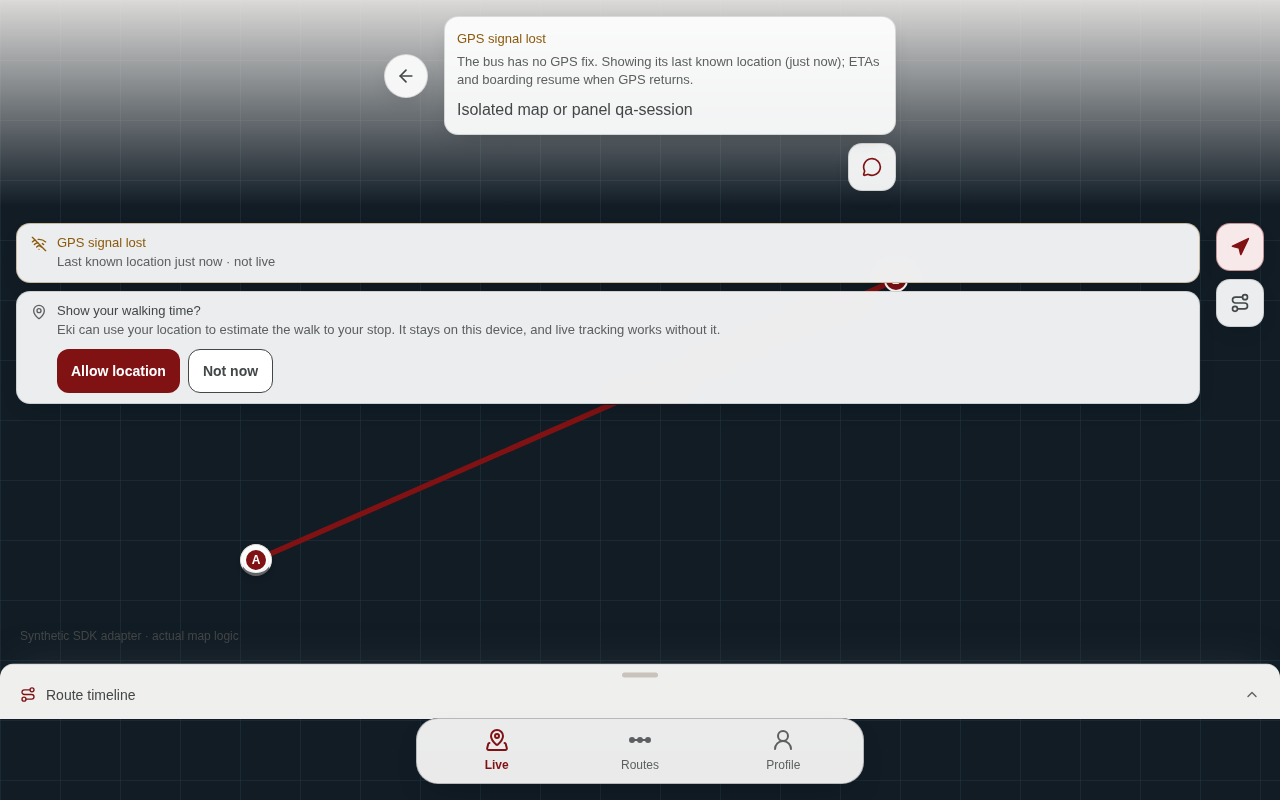 GPS signal lost
The bus has no GPS fix. Showing its last known location (just now); ETAs
and boarding resume when GPS returns.
Isolated map or panel qa-session
GPS signal lost
Last known location just now · not live
Show your walking time?
Eki can use your location to estimate the walk to your stop. It stays on this device, and live tracking works without it.
Allow location
Not now
A
Synthetic SDK adapter · actual map logic
Route timeline
Live
Routes
Profile